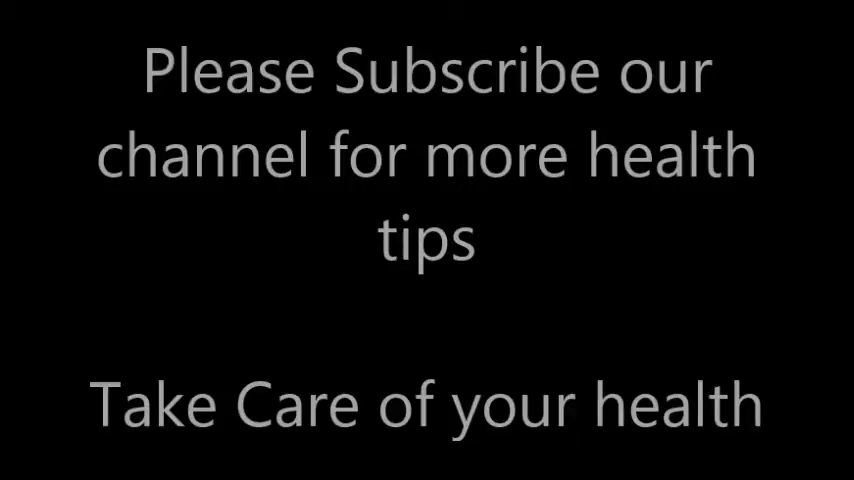 Please Subscribe our
channel for more health
tips
Take Care of your health